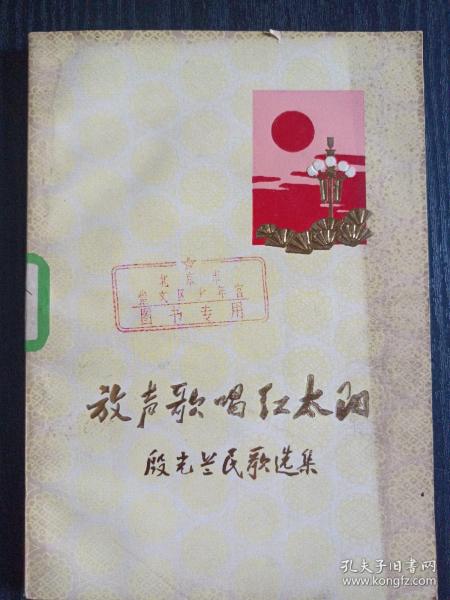 北京市
崇文区少年宫
图书专用
放声歌唱红太阳
殷光兰民歌选集
孔夫子旧书网
www.kongfz.com